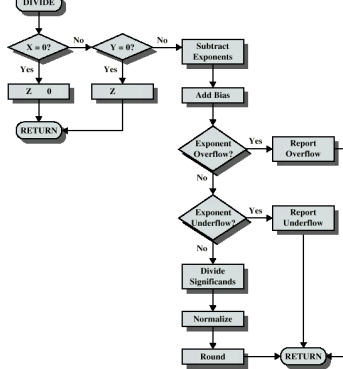 DIVIDE
X = 0?
No
Y = 0?
No
Subtract
Exponents
Yes
Yes
Z 0
Z
Add Bias
RETURN
Exponent
Overflow?
Yes
Report
Overflow
No
Exponent
Underflow?
Yes
Report
Underflow
No
Divide
Significands
Normalize
Round
RETURN